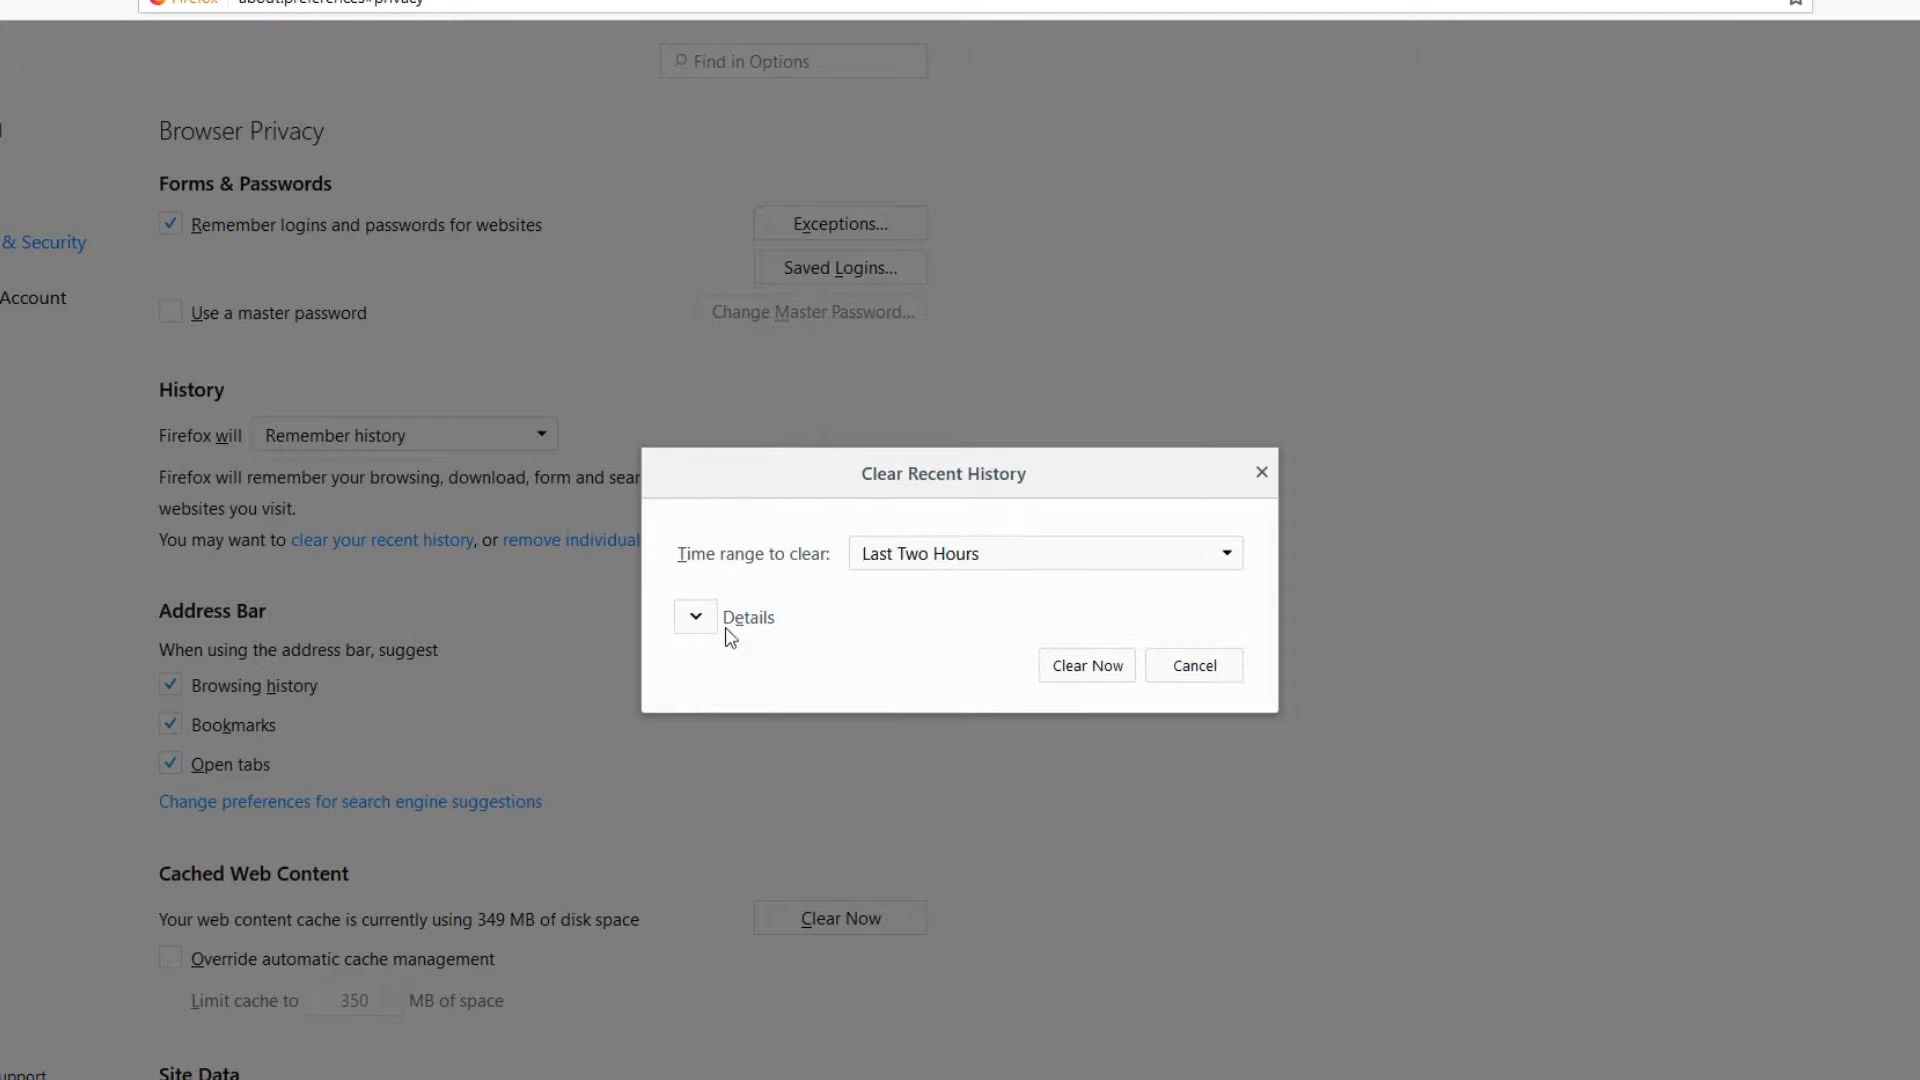 Firefox about:preferences#privacy
Find in Options
Browser Privacy
Forms & Passwords
Remember logins and passwords for websites
Exceptions...
& Security
Saved Logins...
Account
Use a master password
Change Master Password...
History
Firefox will Remember history
Firefox will remember your browsing, download, form and sear
websites you visit.
You may want to clear your recent history, or remove individual
Clear Recent History
Time range to clear: Last Two Hours
Details
Clear Now Cancel
Address Bar
When using the address bar, suggest
Browsing history
Bookmarks
Open tabs
Change preferences for search engine suggestions
Cached Web Content
Your web content cache is currently using 349 MB of disk space
Clear Now
Override automatic cache management
Limit cache to 350 MB of space
Site Data
upport